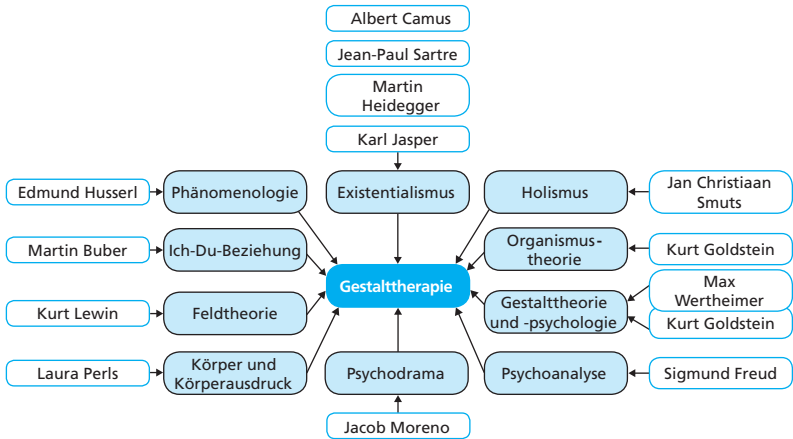 Albert Camus
Jean-Paul Sartre
Martin
Heidegger
Karl Jasper
Edmund Husserl
Phänomenologie
Existentialismus
Holismus
Jan Christiaan
Smuts
Martin Buber
Ich-Du-Beziehung
Organismus-
theorie
Kurt Goldstein
Gestalttherapie
Kurt Lewin
Feldtheorie
Gestalttheorie
und -psychologie
Max
Wertheimer
Kurt Goldstein
Laura Perls
Körper und
Körperausdruck
Psychodrama
Psychoanalyse
Sigmund Freud
Jacob Moreno